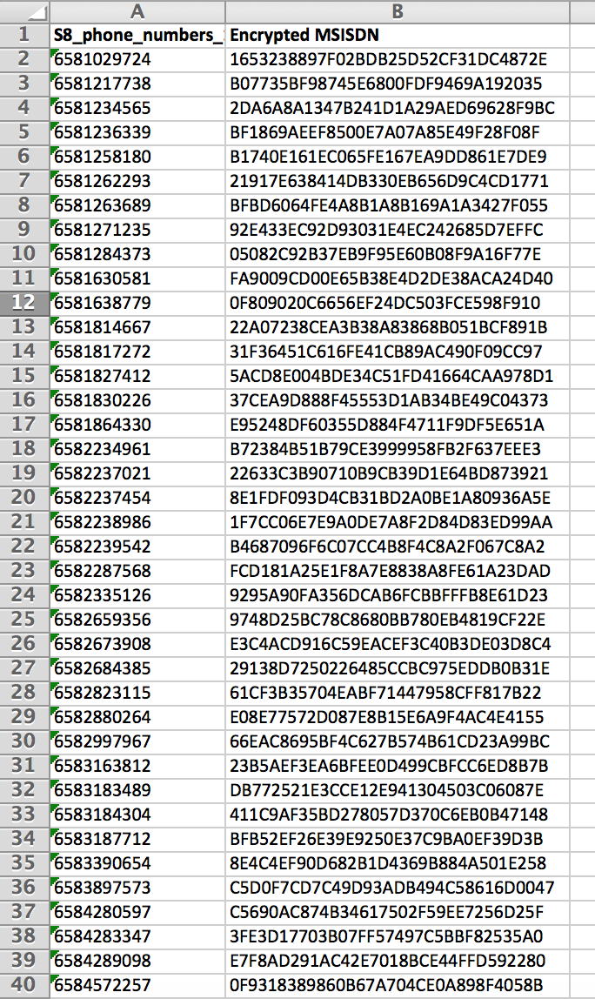 A B
1 S8_phone_numbers_ Encrypted MSISDN
2 6581029724 1653238897F02BDB25D52CF31DC4872E
3 6581217738 B07735BF98745E6800FDF9469A192035
4 6581234565 2DA6A8A1347B241D1A29AED69628F9BC
5 6581236339 BF1869AEEF8500E7A07A85E49F28F08F
6 6581258180 B1740E161EC065FE167EA9DD861E7DE9
7 6581262293 21917E638414DB330EB656D9C4CD1771
8 6581263689 BFBD6064FE4A8B1A8B169A1A3427F055
9 6581271235 92E433EC92D93031E4EC242685D7EFFC
10 6581284373 05082C92B37EB9F95E60B08F9A16F77E
11 6581630581 FA9009CD00E65B38E4D2DE38ACA24D40
12 6581638779 0F809020C6656EF24DC503FCE598F910
13 6581814667 22A07238CEA3B38A83868B051BCF891B
14 6581817272 31F36451C616FE41CB89AC490F09CC97
15 6581827412 5ACD8E004BDE34C51FD41664CAA978D1
16 6581830226 37CEA9D888F45553D1AB34BE49C04373
17 6581864330 E95248DF60355D884F4711F9DF5E651A
18 6582234961 B72384B51B79CE3999958FB2F637EEE3
19 6582237021 22633C3B90710B9CB39D1E64BD873921
20 6582237454 8E1FDF093D4CB31BD2A0BE1A80936A5E
21 6582238986 1F7CC06E7E9A0DE7A8F2D84D83ED99AA
22 6582239542 B4687096F6C07CC4B8F4C8A2F067C8A2
23 6582287568 FCD181A25E1F8A7E8838A8FE61A23DAD
24 6582335126 9295A90FA356DCAB6FCBBFFFB8E61D23
25 6582659356 9748D25BC78C8680BB780EB4819CF22E
26 6582673908 E3C4ACD916C59EACEF3C40B3DE03D8C4
27 6582684385 29138D7250226485CCBC975EDDB0B31E
28 6582823115 61CF3B35704EABF71447958CFF817B22
29 6582880264 E08E77572D087E8B15E6A9F4AC4E4155
30 6582997967 66EAC8695BF4C627B574B61CD23A99BC
31 6583163812 23B5AEF3EA6BFEE0D499CBFCC6ED8B7B
32 6583183489 DB772521E3CCE12E941304503C06087E
33 6583184304 411C9AF35BD278057D370C6EB0B47148
34 6583187712 BFB52EF26E39E9250E37C9BA0EF39D3B
35 6583390654 8E4C4EF90D682B1D4369B884A501E258
36 6583897573 C5D0F7CD7C49D93ADB494C58616D0047
37 6584280597 C5690AC874B34617502F59EE7256D25F
38 6584283347 3FE3D17703B07FF57497C5BBF82535A0
39 6584289098 E7F8AD291AC42E7018BCE44FFD592280
40 6584572257 0F9318389860B67A704CE0A898F4058B